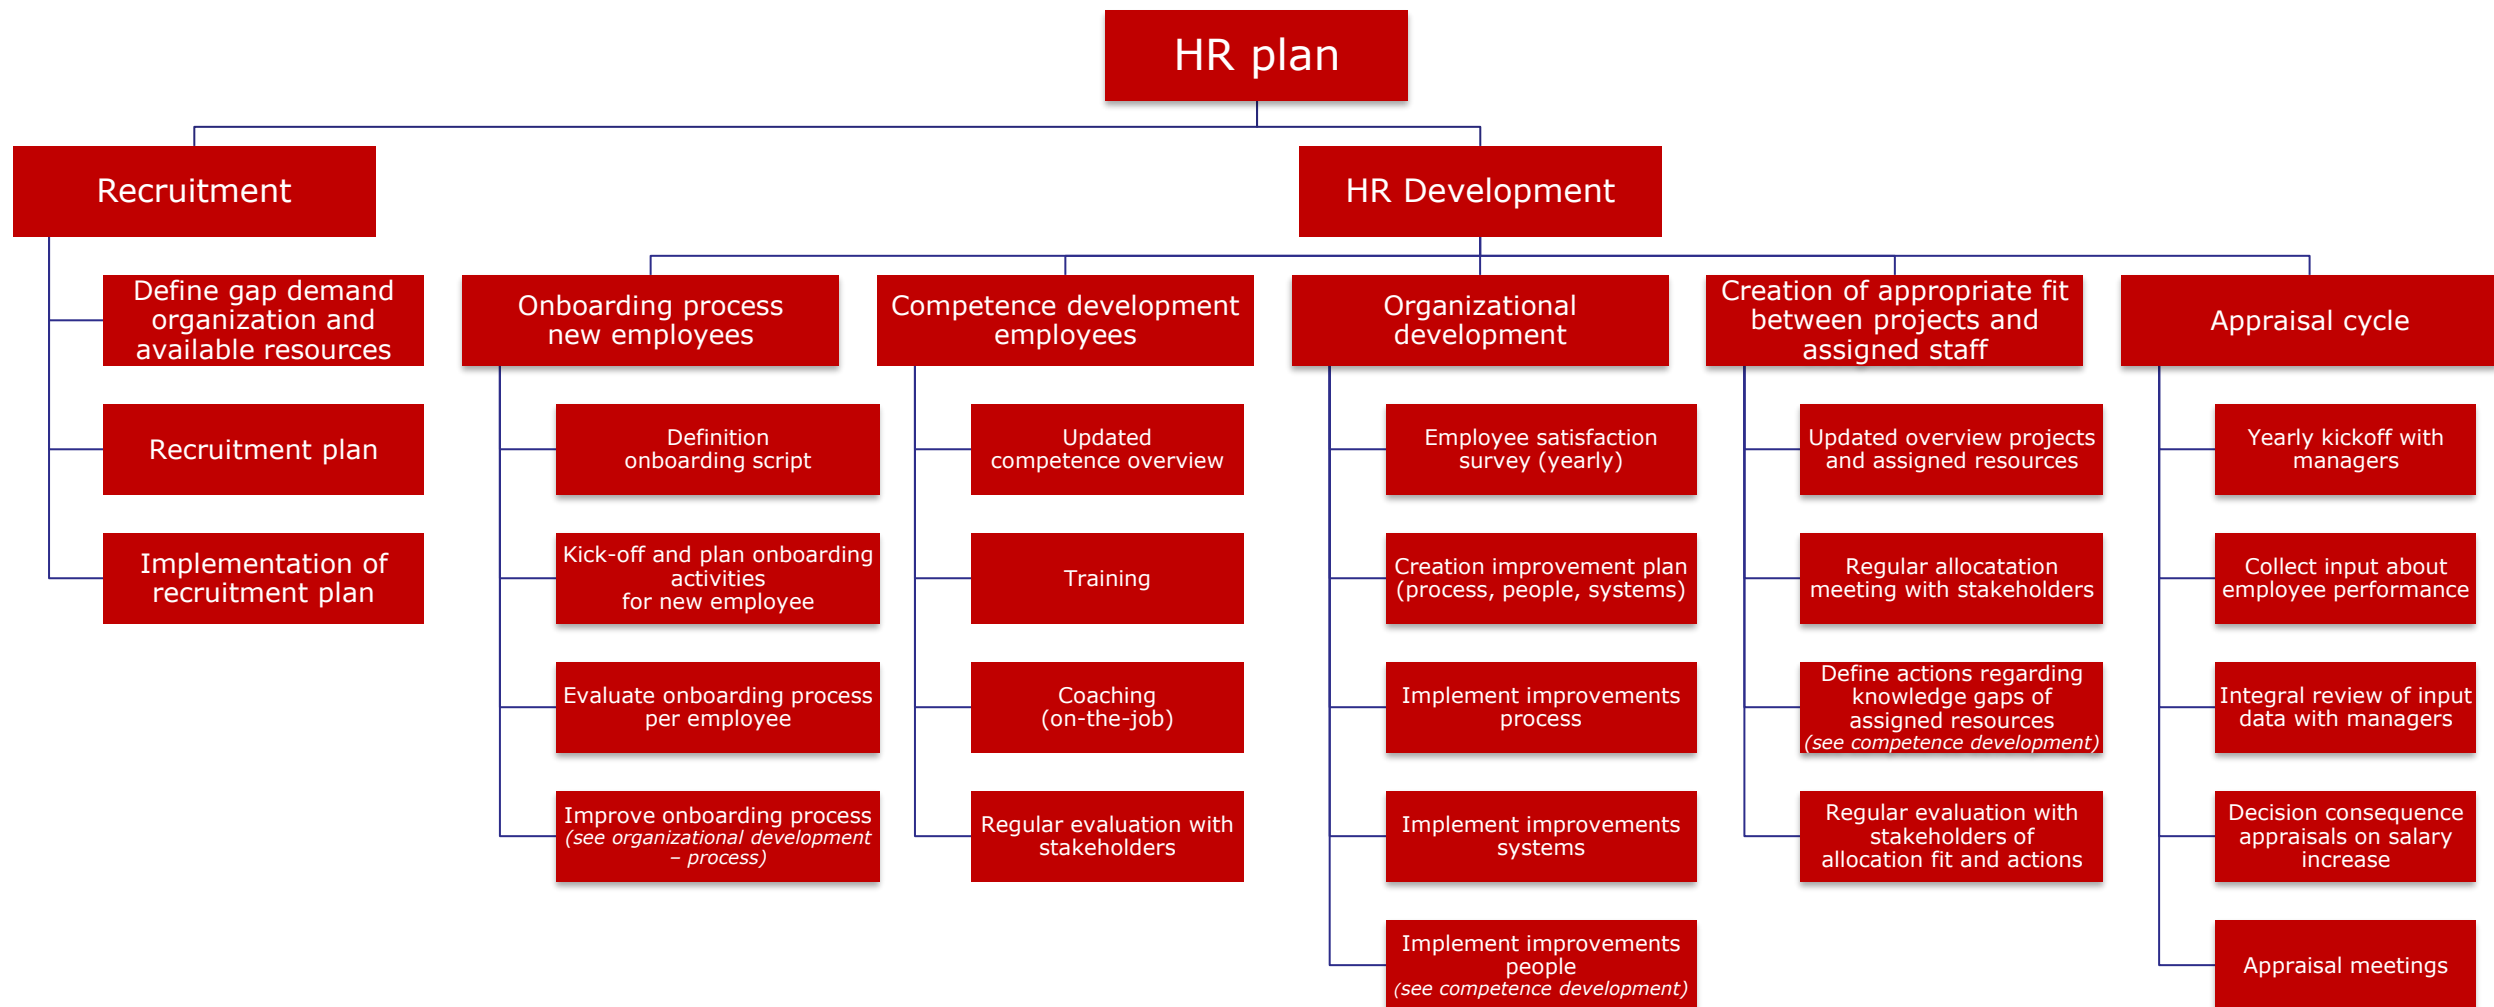 HR plan
Recruitment
HR Development
Define gap demand
organization and
available resources
Recruitment plan
Implementation of
recruitment plan
Onboarding process
new employees
Definition
onboarding script
Kick-off and plan onboarding
activities
for new employee
Evaluate onboarding process
per employee
Improve onboarding process
(see organizational development
– process)
Competence development
employees
Updated
competence overview
Training
Coaching
(on-the-job)
Regular evaluation with
stakeholders
Organizational
development
Employee satisfaction
survey (yearly)
Creation improvement plan
(process, people, systems)
Implement improvements
process
Implement improvements
systems
Implement improvements
people
(see competence development)
Creation of appropriate fit
between projects and
assigned staff
Updated overview projects
and assigned resources
Regular allocatation
meeting with stakeholders
Define actions regarding
knowledge gaps of
assigned resources
(see competence development)
Regular evaluation with
stakeholders of
allocation fit and actions
Appraisal cycle
Yearly kickoff with
managers
Collect input about
employee performance
Integral review of input
data with managers
Decision consequence
appraisals on salary
increase
Appraisal meetings